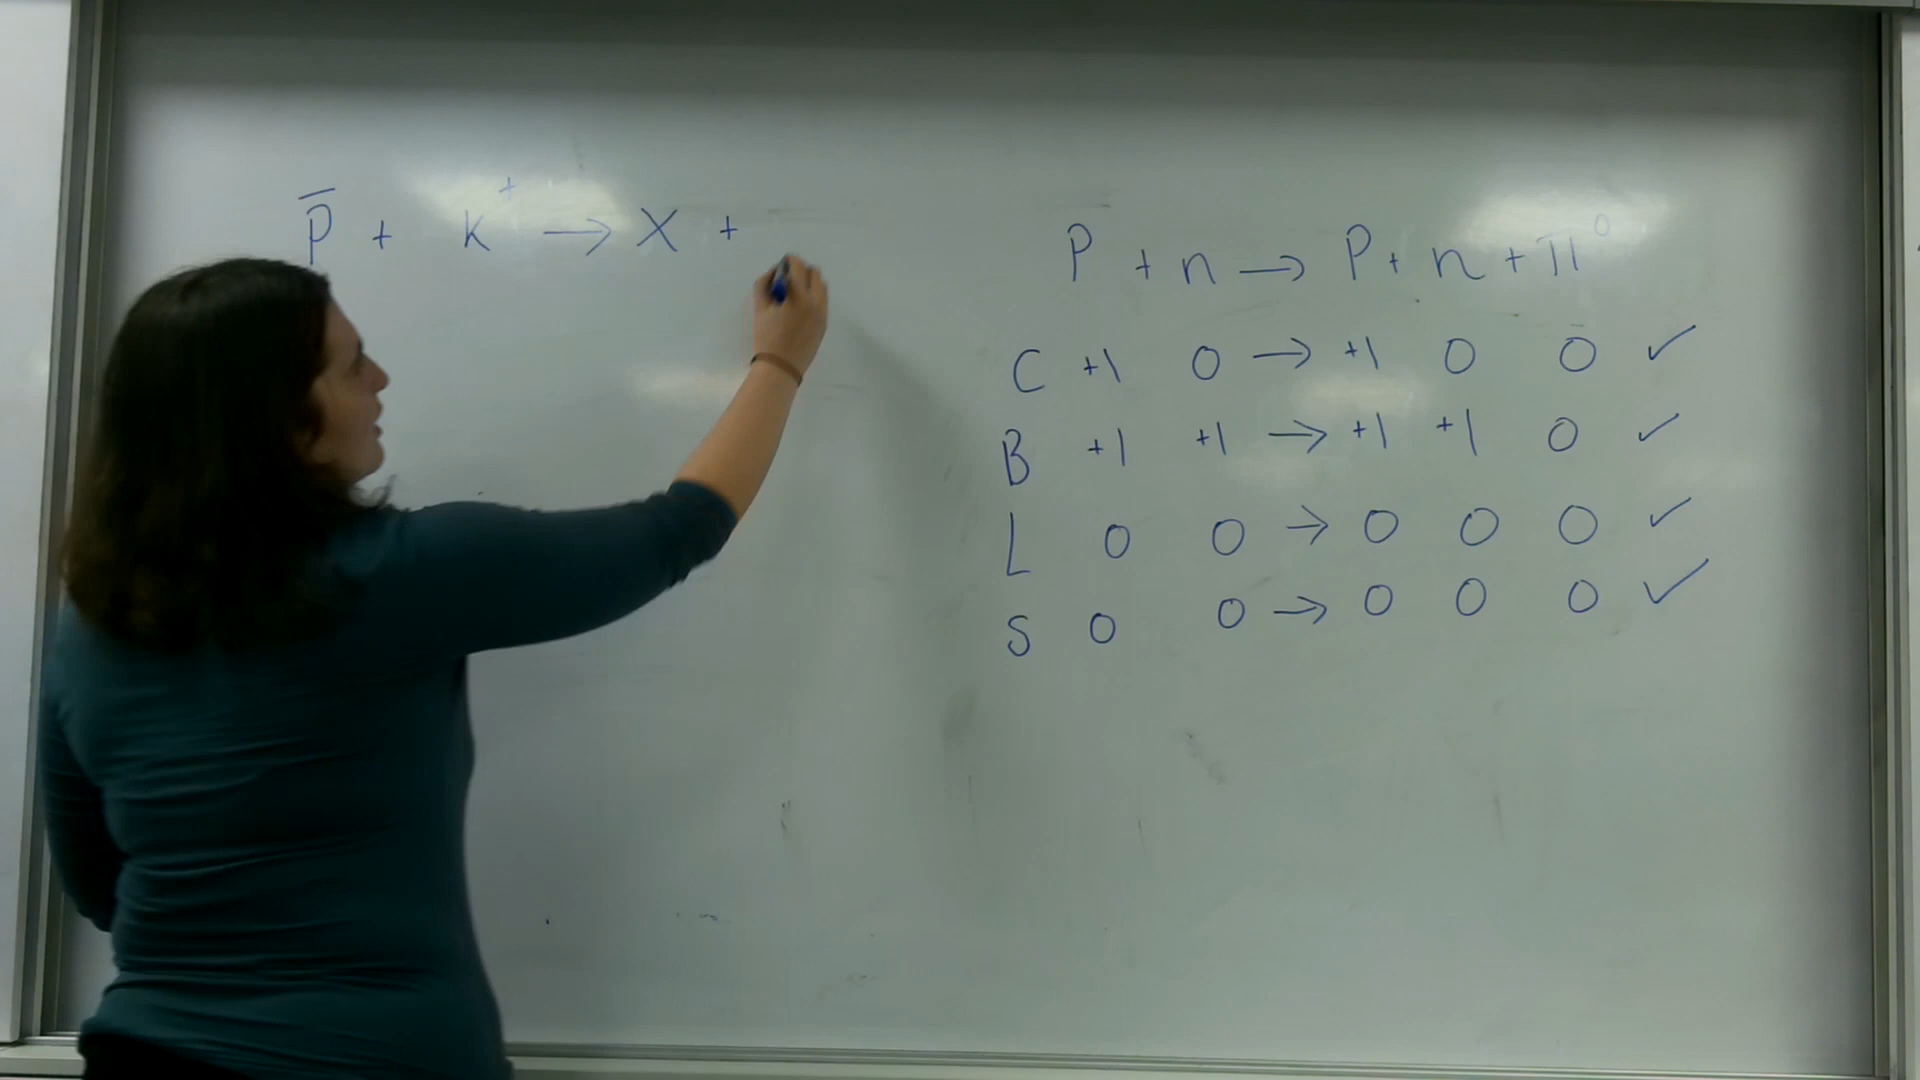 p̄ + k⁺ → X +
P + n → P + n + π⁰
C +1 0 → +1 0 0 ✓
B +1 +1 → +1 +1 0 ✓
L 0 0 → 0 0 0 ✓
S 0 0 → 0 0 0 ✓